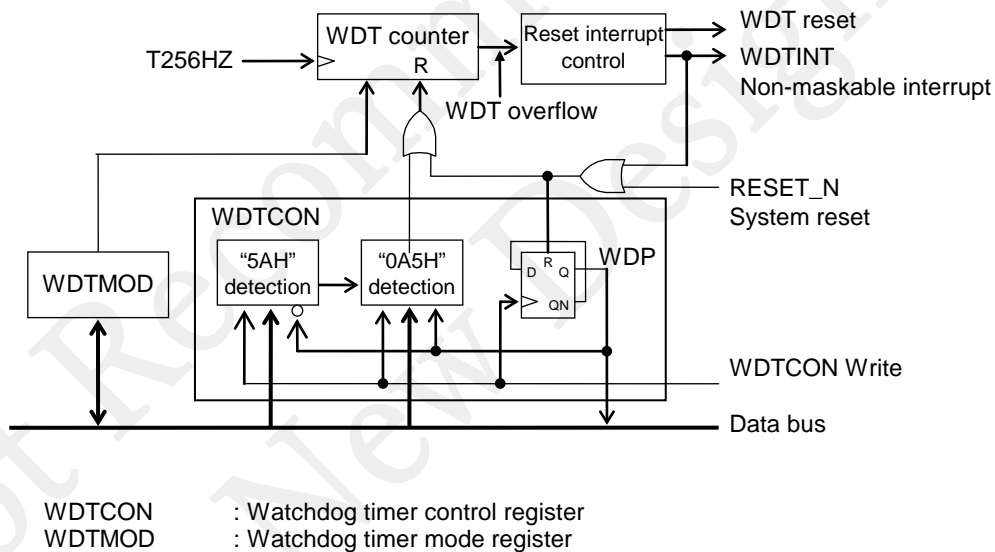 WDT counter
R
T256HZ
Reset interrupt
control
WDT reset
WDTINT
Non-maskable interrupt
WDT overflow
RESET_N
System reset
WDTCON
WDTMOD
“5AH”
detection
“0A5H”
detection
WDP
R
D
Q
QN
WDTCON Write
Data bus
WDTCON : Watchdog timer control register
WDTMOD : Watchdog timer mode register